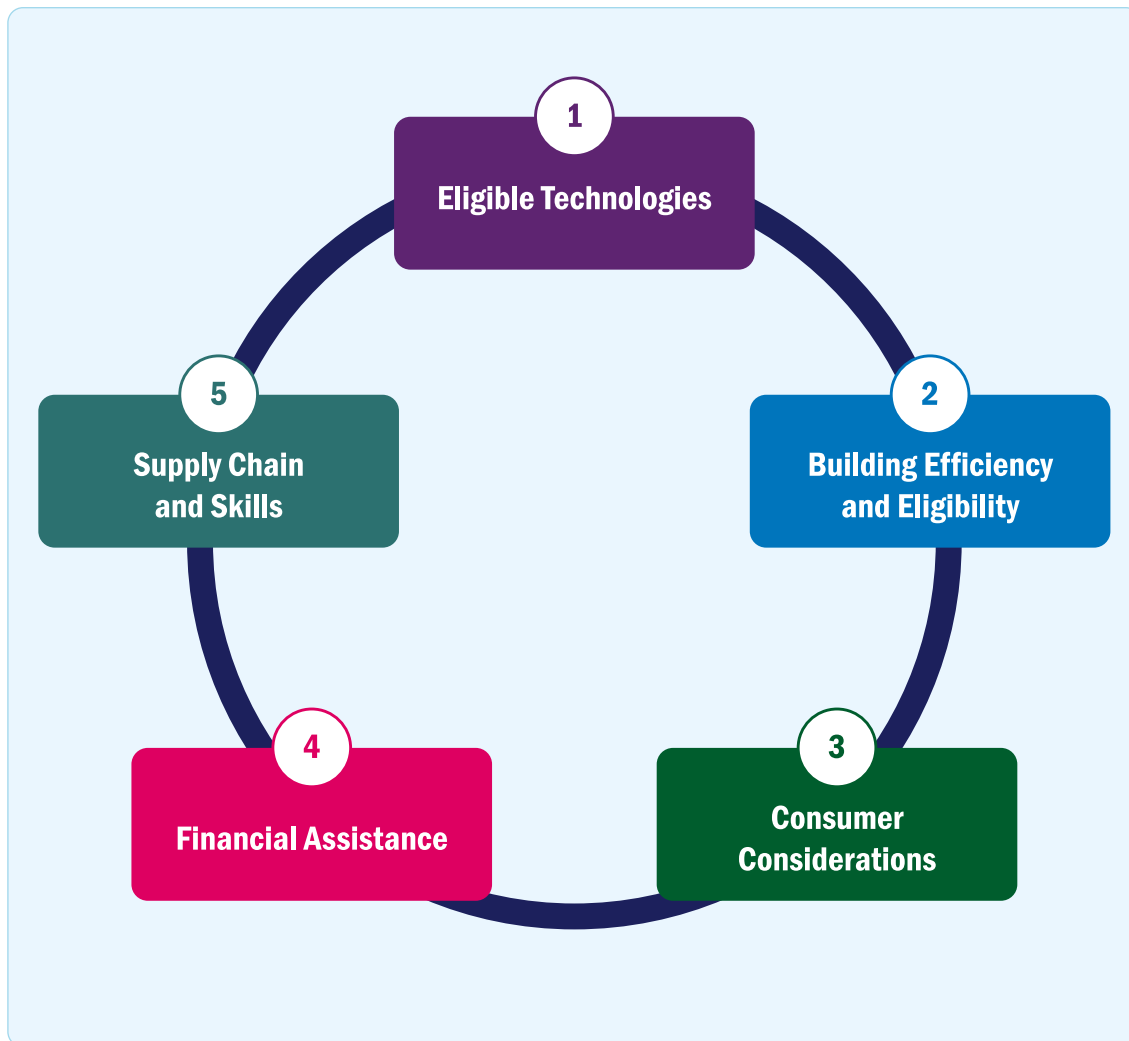 1
Eligible Technologies
2
Building Efficiency
and Eligibility
3
Consumer
Considerations
4
Financial Assistance
5
Supply Chain
and Skills